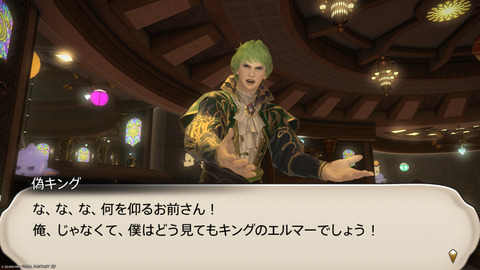 偽キング
な、な、な、何を仰るお前さん！
俺、じゃなくて、僕はどう見てもキングのエルマーでしょう！